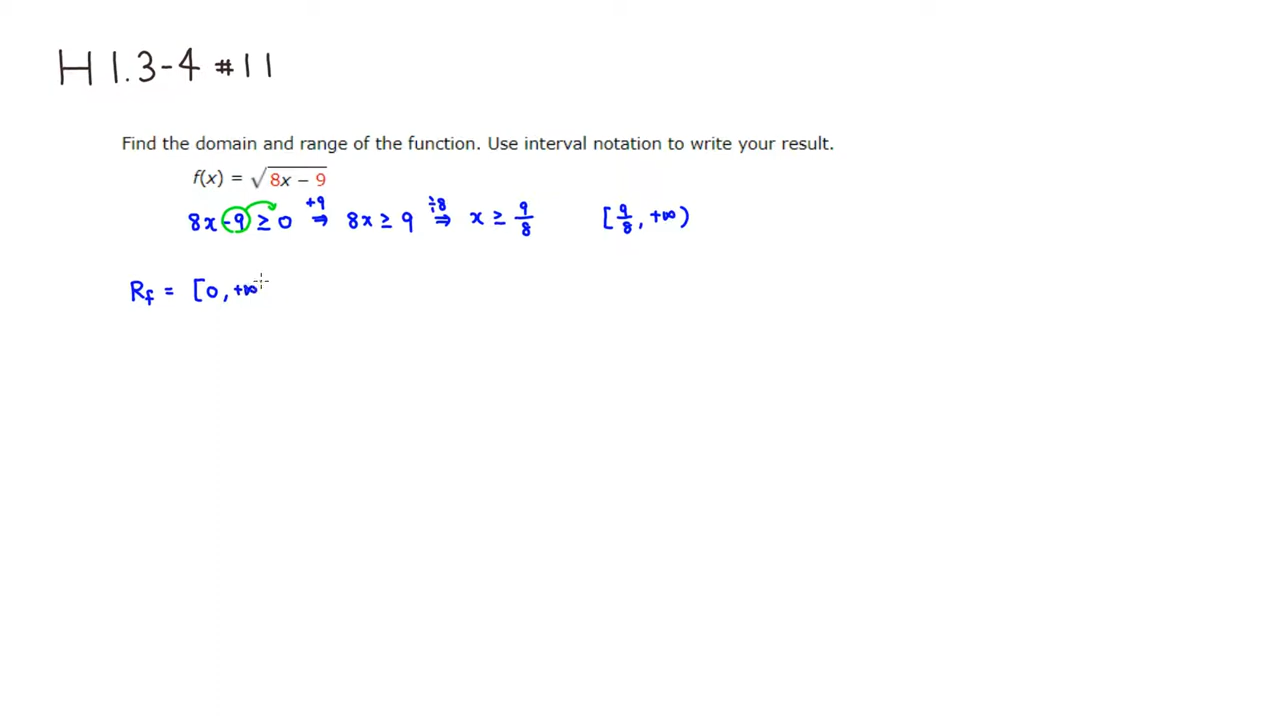 H 1.3-4 #11
Find the domain and range of the function. Use interval notation to write your result.
f(x) = √(8x − 9)
8x -9 ≥ 0 +9⇒ 8x ≥ 9 ÷8⇒ x ≥ 9/8 [9/8, +∞)
Rf = [0, +∞